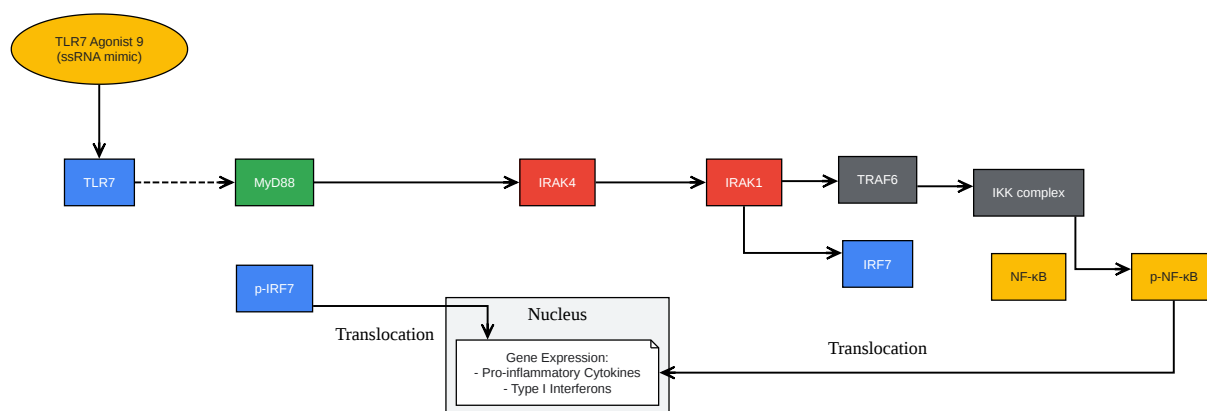 TLR7 Agonist 9
(ssRNA mimic)
TLR7
MyD88
IRAK4
IRAK1
TRAF6
IKK complex
IRF7
NF-κB
p-NF-κB
p-IRF7
Translocation
Nucleus
Gene Expression:
- Pro-inflammatory Cytokines
- Type I Interferons
Translocation